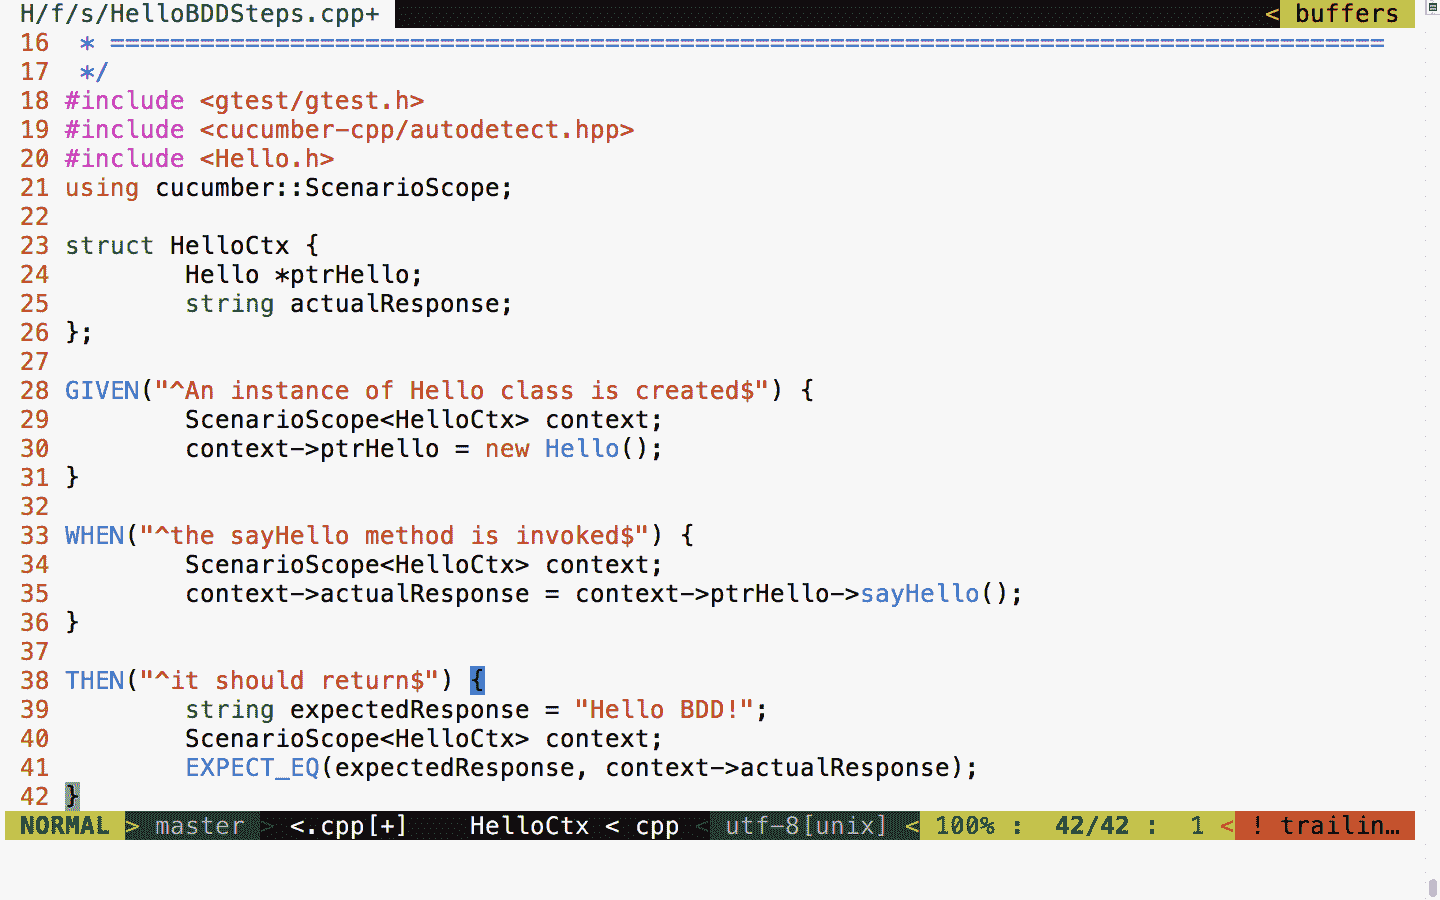 H/f/s/HelloBDDSteps.cpp+ < buffers
16  * =====================================================================================
17  */
18 #include <gtest/gtest.h>
19 #include <cucumber-cpp/autodetect.hpp>
20 #include <Hello.h>
21 using cucumber::ScenarioScope;
22
23 struct HelloCtx {
24         Hello *ptrHello;
25         string actualResponse;
26 };
27
28 GIVEN("^An instance of Hello class is created$") {
29         ScenarioScope<HelloCtx> context;
30         context->ptrHello = new Hello();
31 }
32
33 WHEN("^the sayHello method is invoked$") {
34         ScenarioScope<HelloCtx> context;
35         context->actualResponse = context->ptrHello->sayHello();
36 }
37
38 THEN("^it should return$") {
39         string expectedResponse = "Hello BDD!";
40         ScenarioScope<HelloCtx> context;
41         EXPECT_EQ(expectedResponse, context->actualResponse);
42 }
NORMAL > master > <.cpp[+]    HelloCtx < cpp < utf-8[unix] < 100% :  42/42 :  1 < ! trailin…